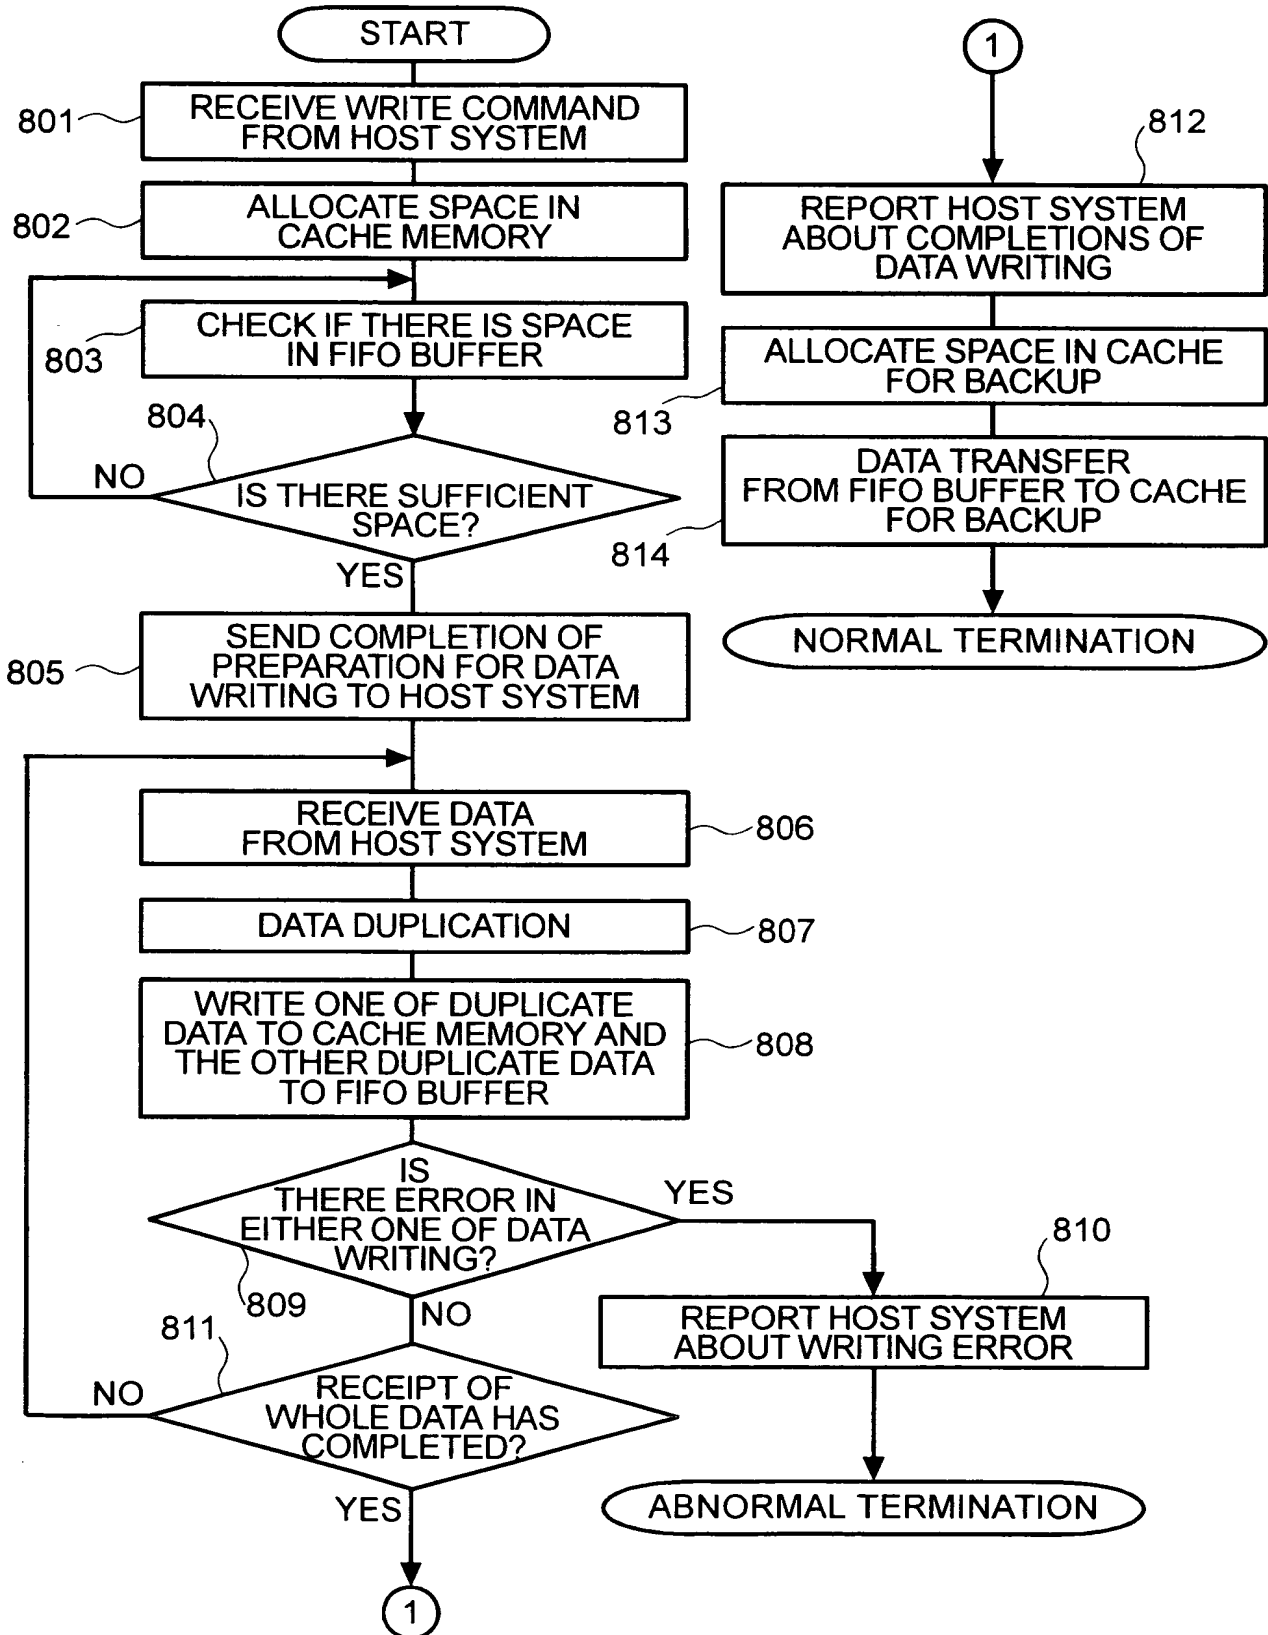 START
801
RECEIVE WRITE COMMAND
FROM HOST SYSTEM
802
ALLOCATE SPACE IN
CACHE MEMORY
803
CHECK IF THERE IS SPACE
IN FIFO BUFFER
804
NO
IS THERE SUFFICIENT
SPACE?
YES
805
SEND COMPLETION OF
PREPARATION FOR DATA
WRITING TO HOST SYSTEM
RECEIVE DATA
FROM HOST SYSTEM
806
DATA DUPLICATION
807
WRITE ONE OF DUPLICATE
DATA TO CACHE MEMORY AND
THE OTHER DUPLICATE DATA
TO FIFO BUFFER
808
IS
THERE ERROR IN
EITHER ONE OF DATA
WRITING?
YES
809
NO
810
REPORT HOST SYSTEM
ABOUT WRITING ERROR
ABNORMAL TERMINATION
811
NO
RECEIPT OF
WHOLE DATA HAS
COMPLETED?
YES
1
1
812
REPORT HOST SYSTEM
ABOUT COMPLETIONS OF
DATA WRITING
ALLOCATE SPACE IN CACHE
FOR BACKUP
813
DATA TRANSFER
FROM FIFO BUFFER TO CACHE
FOR BACKUP
814
NORMAL TERMINATION